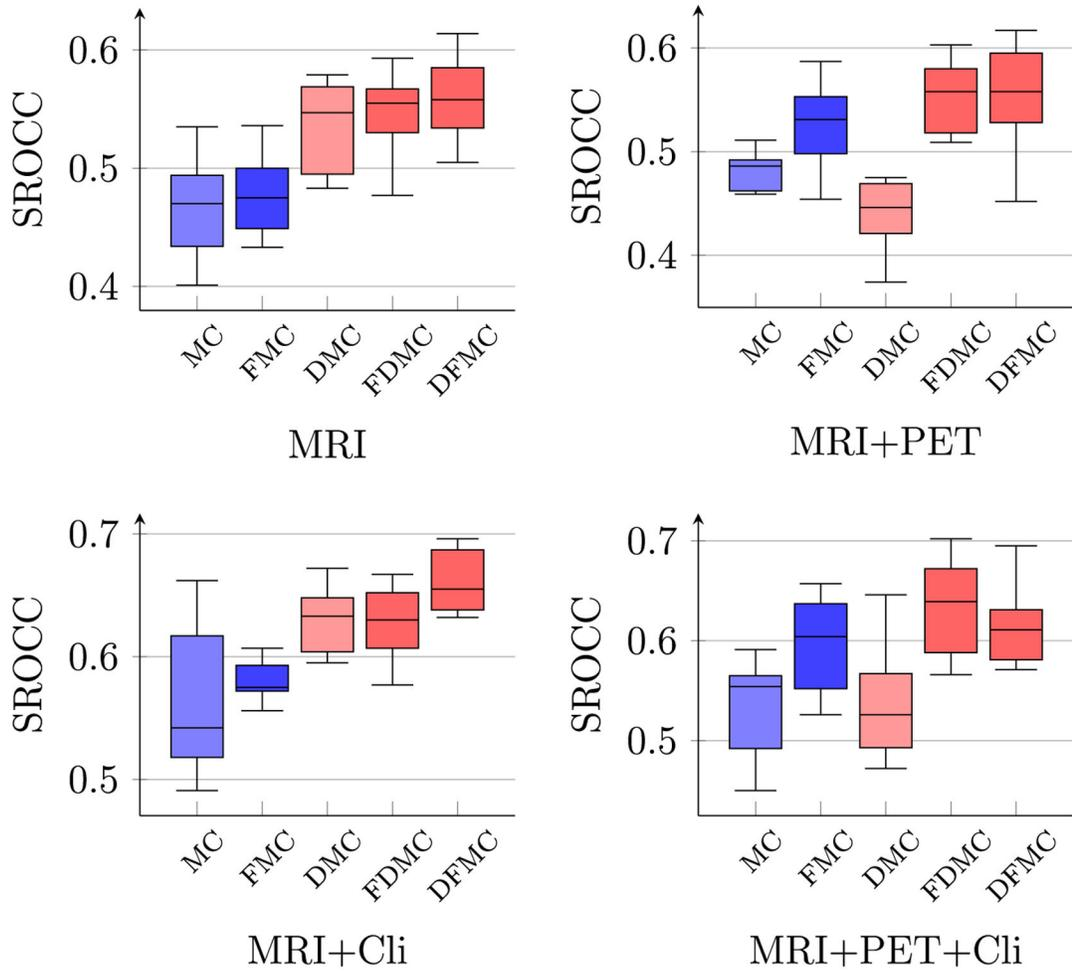 0.6
0.5
0.4
SROCC
MC
FMC
DMC
FDMC
DFMC
MRI
0.6
0.5
0.4
SROCC
MC
FMC
DMC
FDMC
DFMC
MRI+PET
0.7
0.6
0.5
SROCC
MC
FMC
DMC
FDMC
DFMC
MRI+Cli
0.7
0.6
0.5
SROCC
MC
FMC
DMC
FDMC
DFMC
MRI+PET+Cli